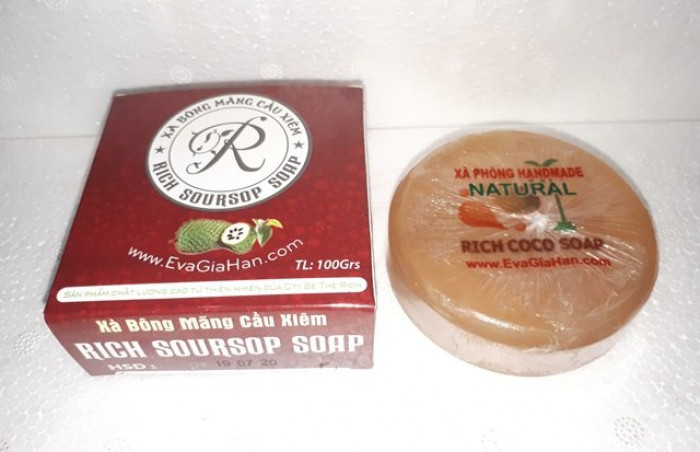 XÀ BÔNG MÃNG CẦU XIÊM
R
RICH SOURSOP SOAP
www.EvaGiaHan.com
TL: 100Grs
SẢN PHẨM CHẤT LƯỢNG CAO TỪ THIÊN NHIÊN CỦA CTY BE THE RICH
Xà Bông Mãng Cầu Xiêm
RICH SOURSOP SOAP
HSD :
19 07 20
XÀ PHÒNG HANDMADE
NATURAL
RICH COCO SOAP
www.EvaGiaHan.com